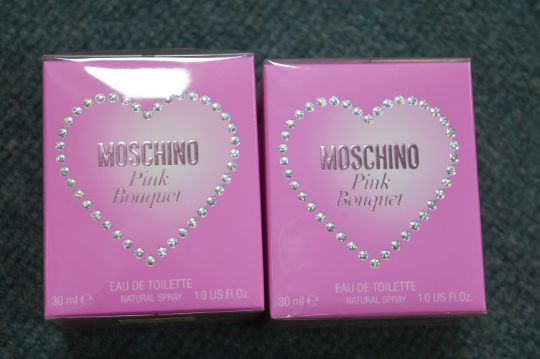 MOSCHINO
Pink
Bouquet
EAU DE TOILETTE
30 ml e NATURAL SPRAY 1.0 US Fl.Oz.
MOSCHINO
Pink
Bouquet
EAU DE TOILETTE
30 ml e NATURAL SPRAY 1.0 US Fl.Oz.